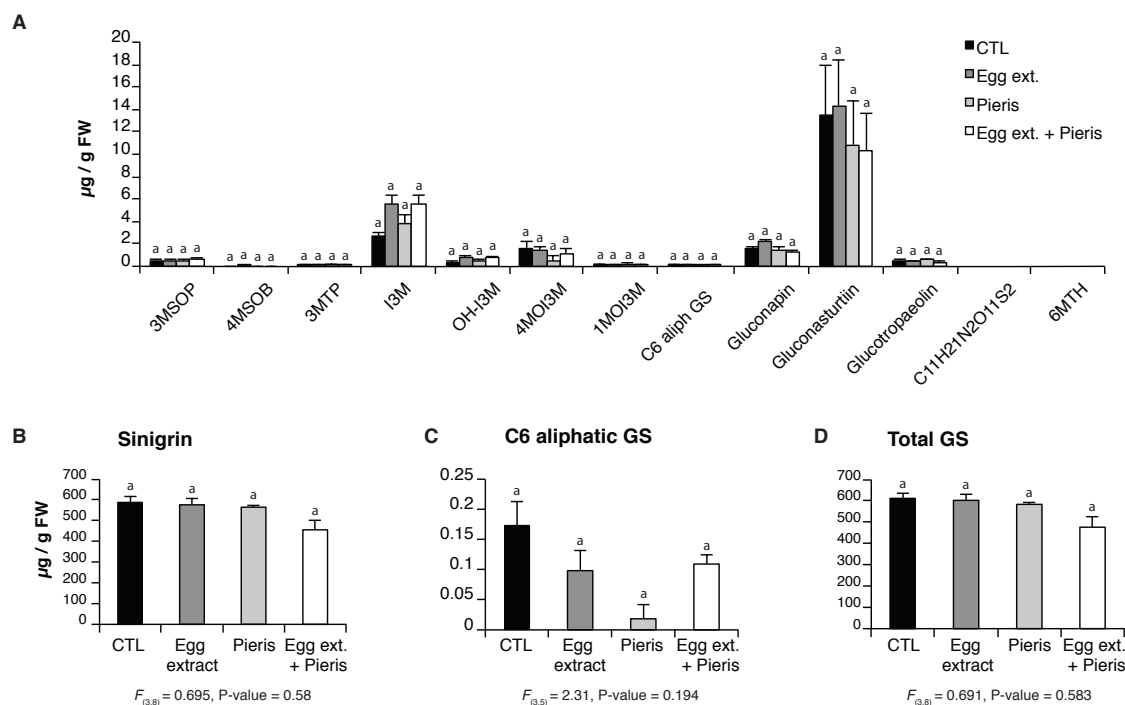 A
20
18
16
14
12
10
8
6
4
2
0
µg / g FW
CTL
Egg ext.
Pieris
Egg ext. + Pieris
a a a a
a a a a
a a a a
a a a a
a a a a
a a a a
a a a a
a a a a
a a a a
a a a a
a a a a
3MSOP
4MSOB
3MTP
I3M
OH-I3M
4MOI3M
1MOI3M
C6 aliph GS
Gluconapin
Gluconasturtiin
Glucotropaeolin
C11H21N2O11S2
6MTH
B Sinigrin
700
600
500
400
300
200
100
0
µg / g FW
a a a a
CTL Egg extract Pieris Egg ext. + Pieris
F(3.8) = 0.695, P-value = 0.58
C C6 aliphatic GS
0.25
0.2
0.15
0.1
0.05
0
a a a a
CTL Egg extract Pieris Egg ext. + Pieris
F(3.5) = 2.31, P-value = 0.194
D Total GS
700
600
500
400
300
200
100
0
a a a a
CTL Egg extract Pieris Egg ext. + Pieris
F(3.8) = 0.691, P-value = 0.583